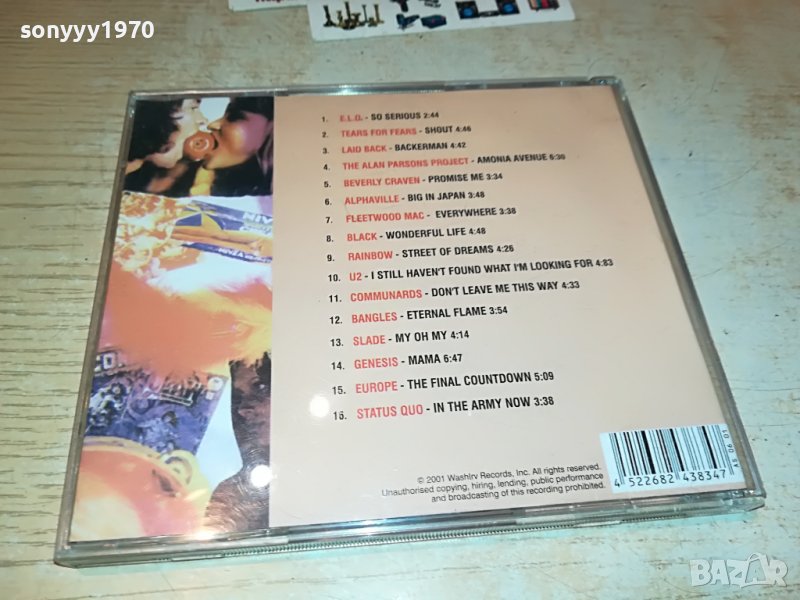 sonyyy1970
1. E.L.O. - SO SERIOUS 2:44
2. TEARS FOR FEARS - SHOUT 4:46
3. LAID BACK - BACKERMAN 4:42
4. THE ALAN PARSONS PROJECT - AMONIA AVENUE 6:30
5. BEVERLY CRAVEN - PROMISE ME 3:34
6. ALPHAVILLE - BIG IN JAPAN 3:48
7. FLEETWOOD MAC - EVERYWHERE 3:38
8. BLACK - WONDERFUL LIFE 4:48
9. RAINBOW - STREET OF DREAMS 4:26
10. U2 - I STILL HAVEN'T FOUND WHAT I'M LOOKING FOR 4:83
11. COMMUNARDS - DON'T LEAVE ME THIS WAY 4:33
12. BANGLES - ETERNAL FLAME 3:54
13. SLADE - MY OH MY 4:14
14. GENESIS - MAMA 6:47
15. EUROPE - THE FINAL COUNTDOWN 5:09
16. STATUS QUO - IN THE ARMY NOW 3:38
© 2001 Washirv Records, Inc. All rights reserved.
Unauthorised copying, hiring, lending, public performance
and broadcasting of this recording prohibited.
4 522682 438347
AS 06 01
BAZAR